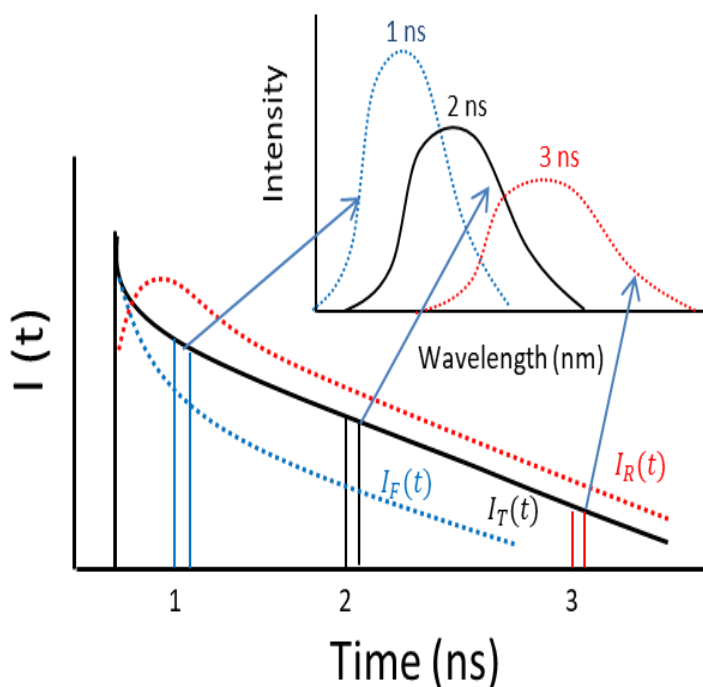 1 ns
2 ns
3 ns
Intensity
Wavelength (nm)
I (t)
I_F(t)
I_T(t)
I_R(t)
1 2 3
Time (ns)